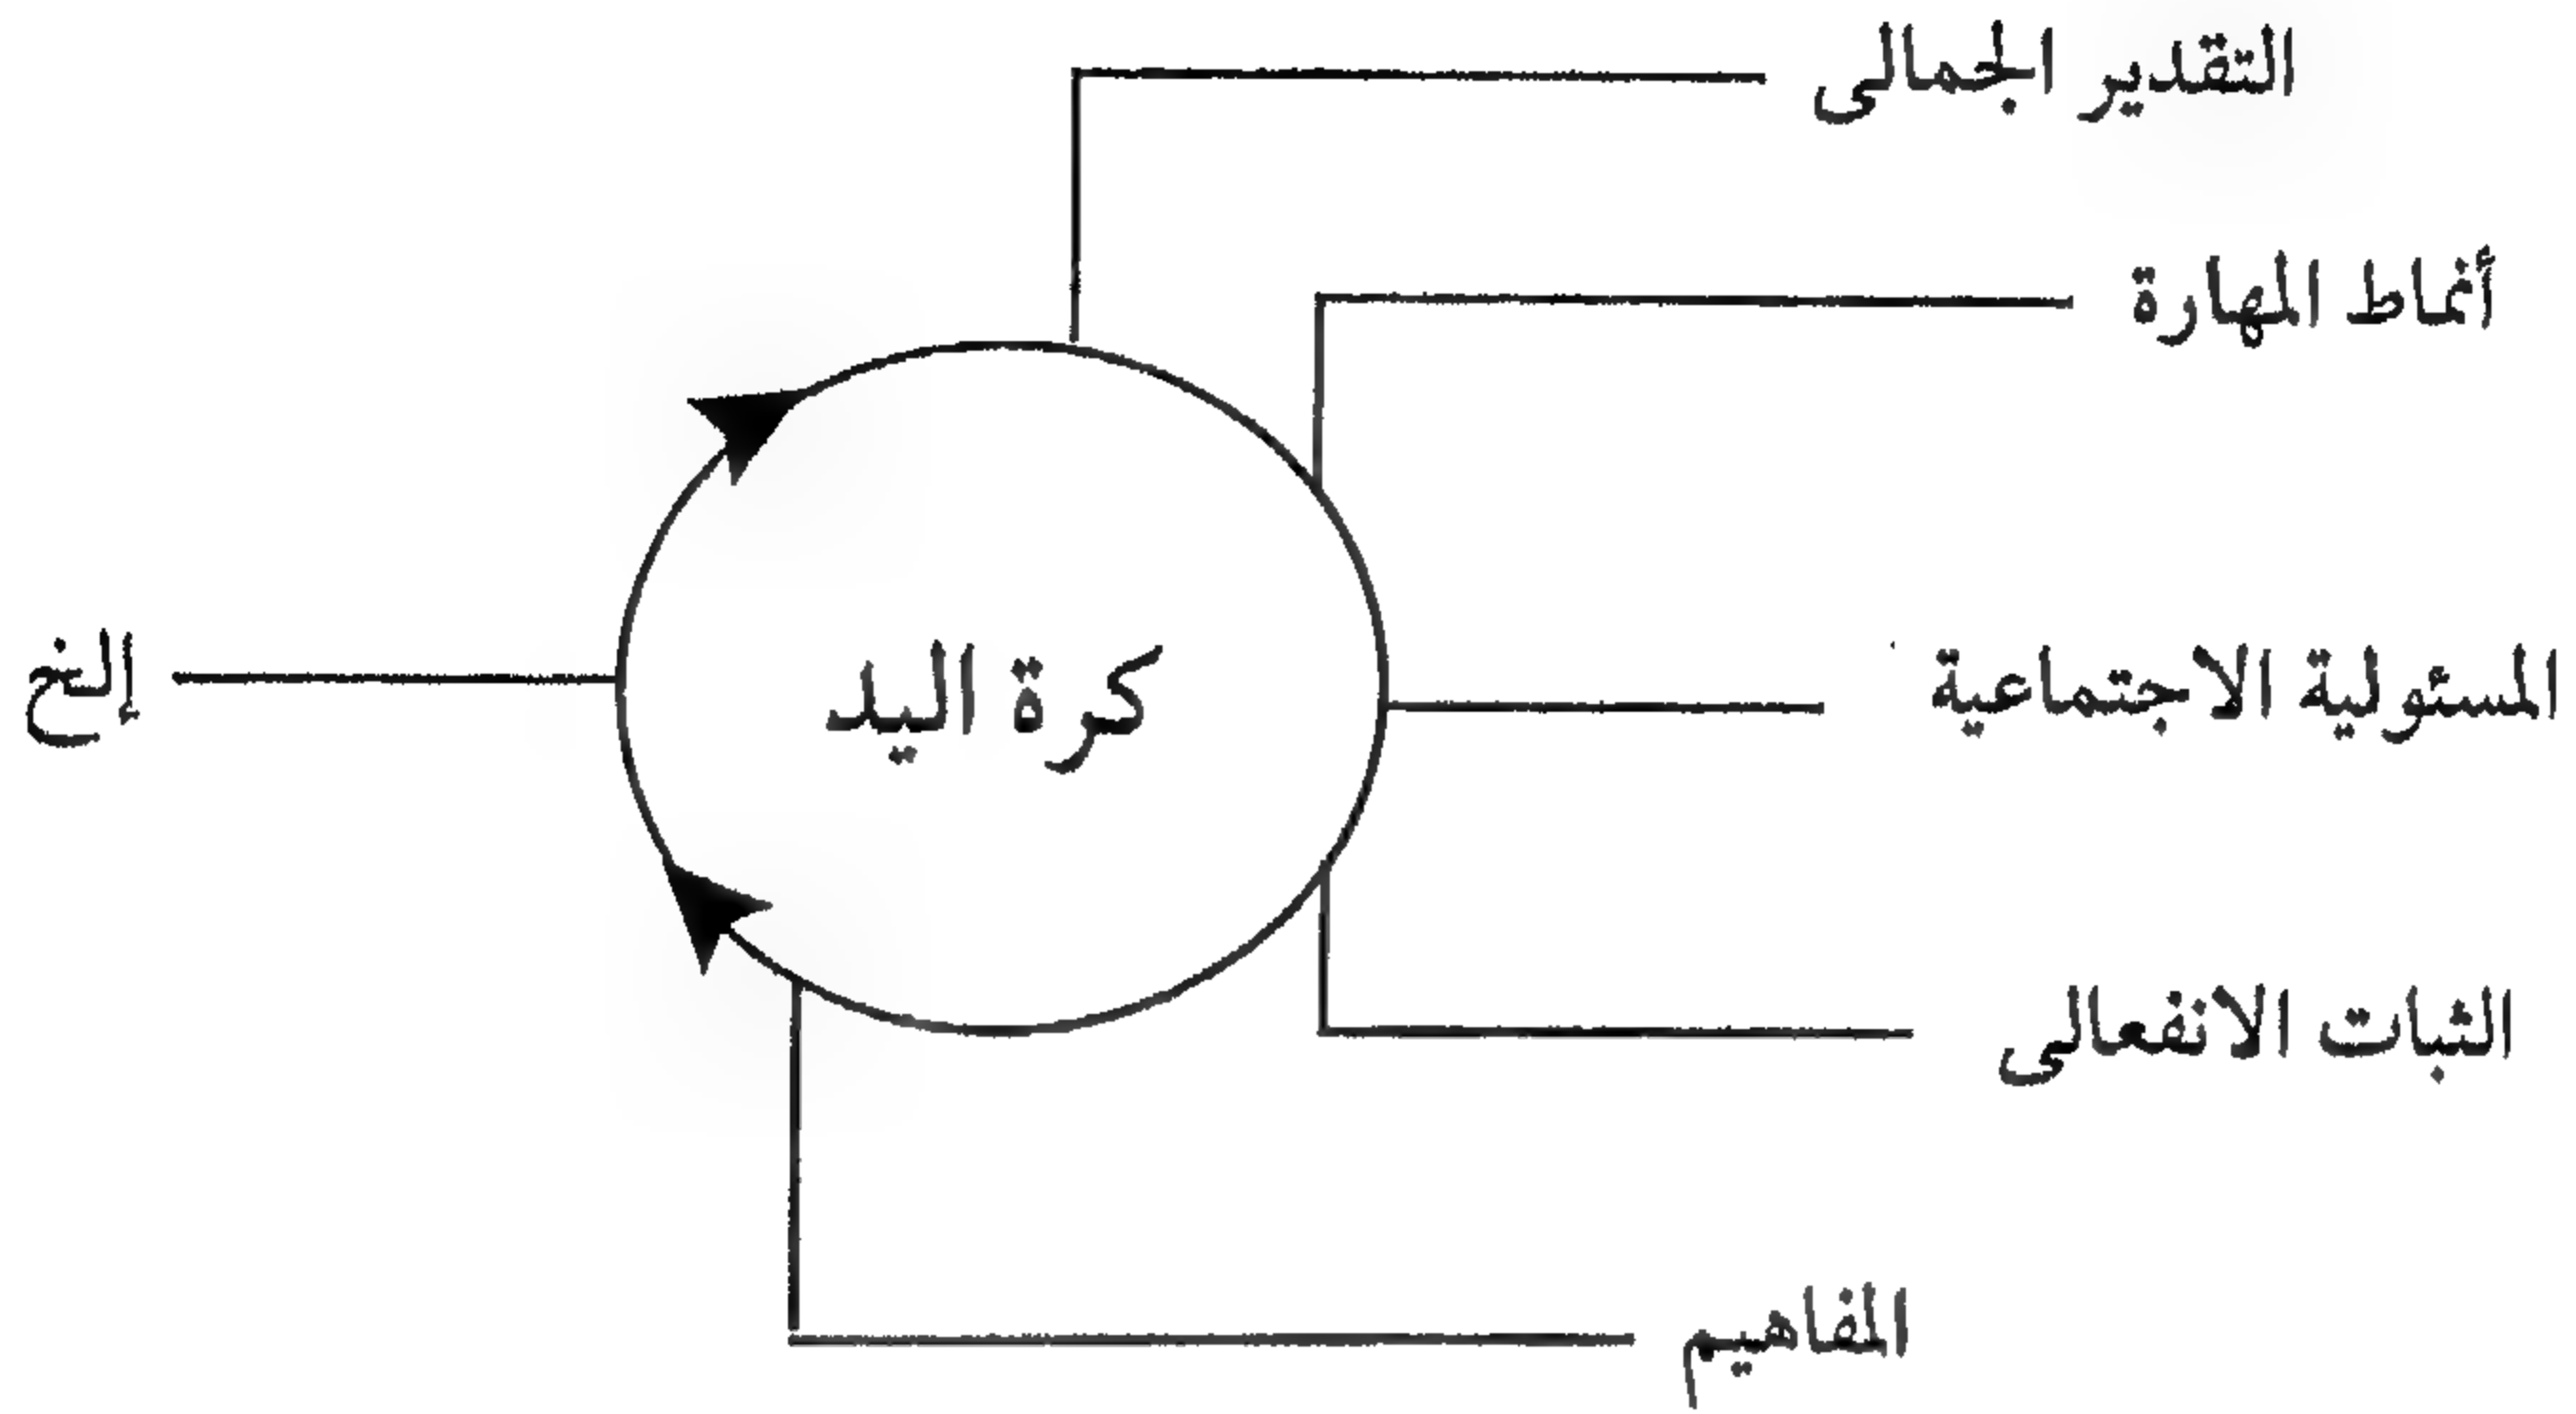 التقدير الجمالى
أنماط المهارة
المسئولية الاجتماعية
كرة اليد
إلخ
الثبات الانفعالى
المفاهيم